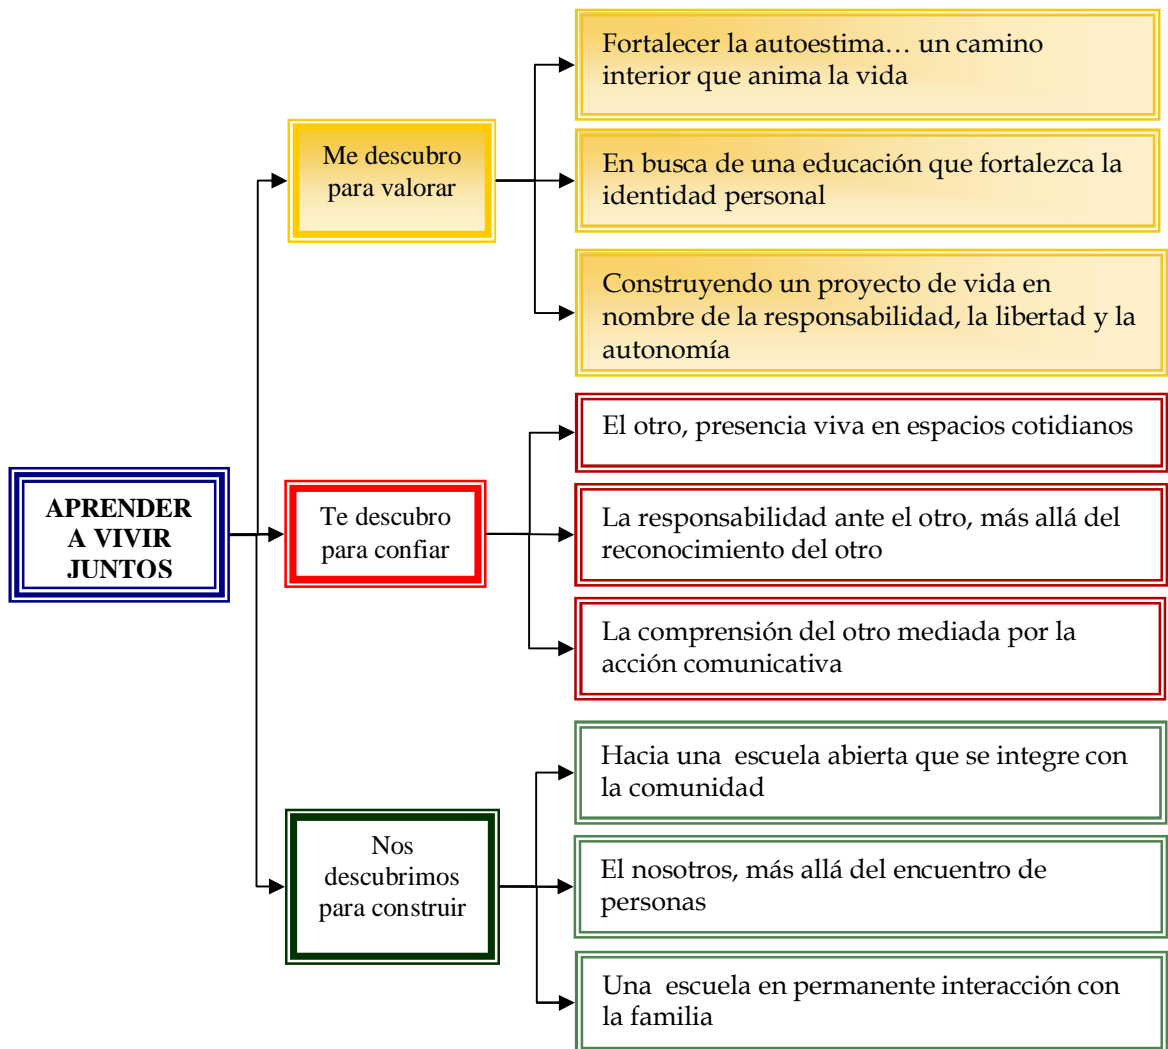 Fortalecer la autoestima… un camino
interior que anima la vida
Me descubro
para valorar
En busca de una educación que fortalezca la
identidad personal
Construyendo un proyecto de vida en
nombre de la responsabilidad, la libertad y la
autonomía
El otro, presencia viva en espacios cotidianos
APRENDER
A VIVIR
JUNTOS
Te descubro
para confiar
La responsabilidad ante el otro, más allá del
reconocimiento del otro
La comprensión del otro mediada por la
acción comunicativa
Hacia una  escuela abierta que se integre con
la comunidad
Nos
descubrimos
para construir
El nosotros, más allá del encuentro de
personas
Una  escuela en permanente interacción con
la familia